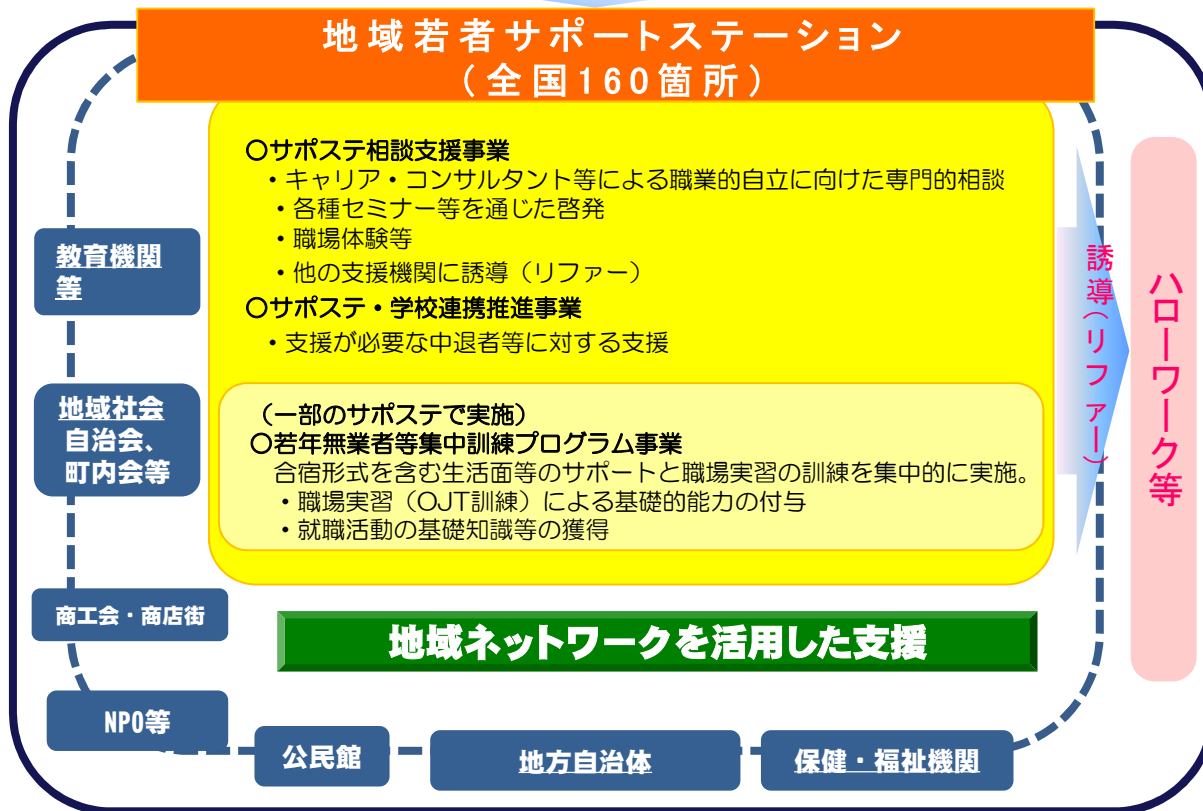 地域若者サポートステーション
（全国160箇所）
○サポステ相談支援事業
・キャリア・コンサルタント等による職業的自立に向けた専門的相談
・各種セミナー等を通じた啓発
・職場体験等
・他の支援機関に誘導（リファー）
○サポステ・学校連携推進事業
・支援が必要な中退者等に対する支援
（一部のサポステで実施）
○若年無業者等集中訓練プログラム事業
合宿形式を含む生活面等のサポートと職場実習の訓練を集中的に実施。
・職場実習（OJT訓練）による基礎的能力の付与
・就職活動の基礎知識等の獲得
教育機関
等
地域社会
自治会、
町内会等
商工会・商店街
NPO等
公民館
地方自治体
保健・福祉機関
地域ネットワークを活用した支援
誘導（リファー）
ハローワーク等